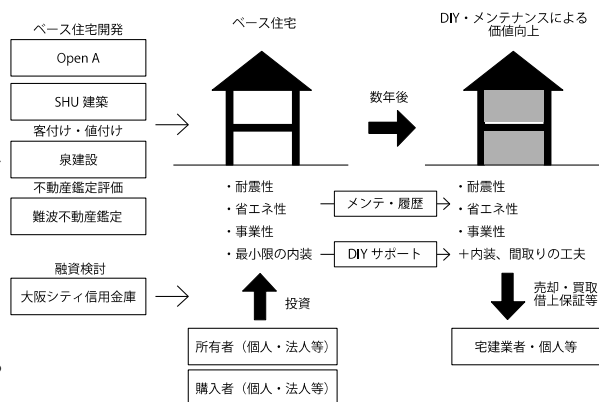 ベース住宅開発
Open A
SHU 建築
客付け・値付け
泉建設
不動産鑑定評価
難波不動産鑑定
融資検討
大阪シティ信用金庫
ベース住宅
・耐震性
・省エネ性
・事業性
・最小限の内装
投資
所有者（個人・法人等）
購入者（個人・法人等）
数年後
メンテ・履歴
DIY サポート
DIY・メンテナンスによる
価値向上
・耐震性
・省エネ性
・事業性
＋内装、間取りの工夫
売却・買取
借上保証等
宅建業者・個人等